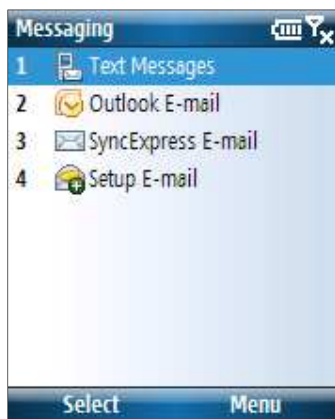 Messaging
1 Text Messages
2 Outlook E-mail
3 SyncExpress E-mail
4 Setup E-mail
Select Menu